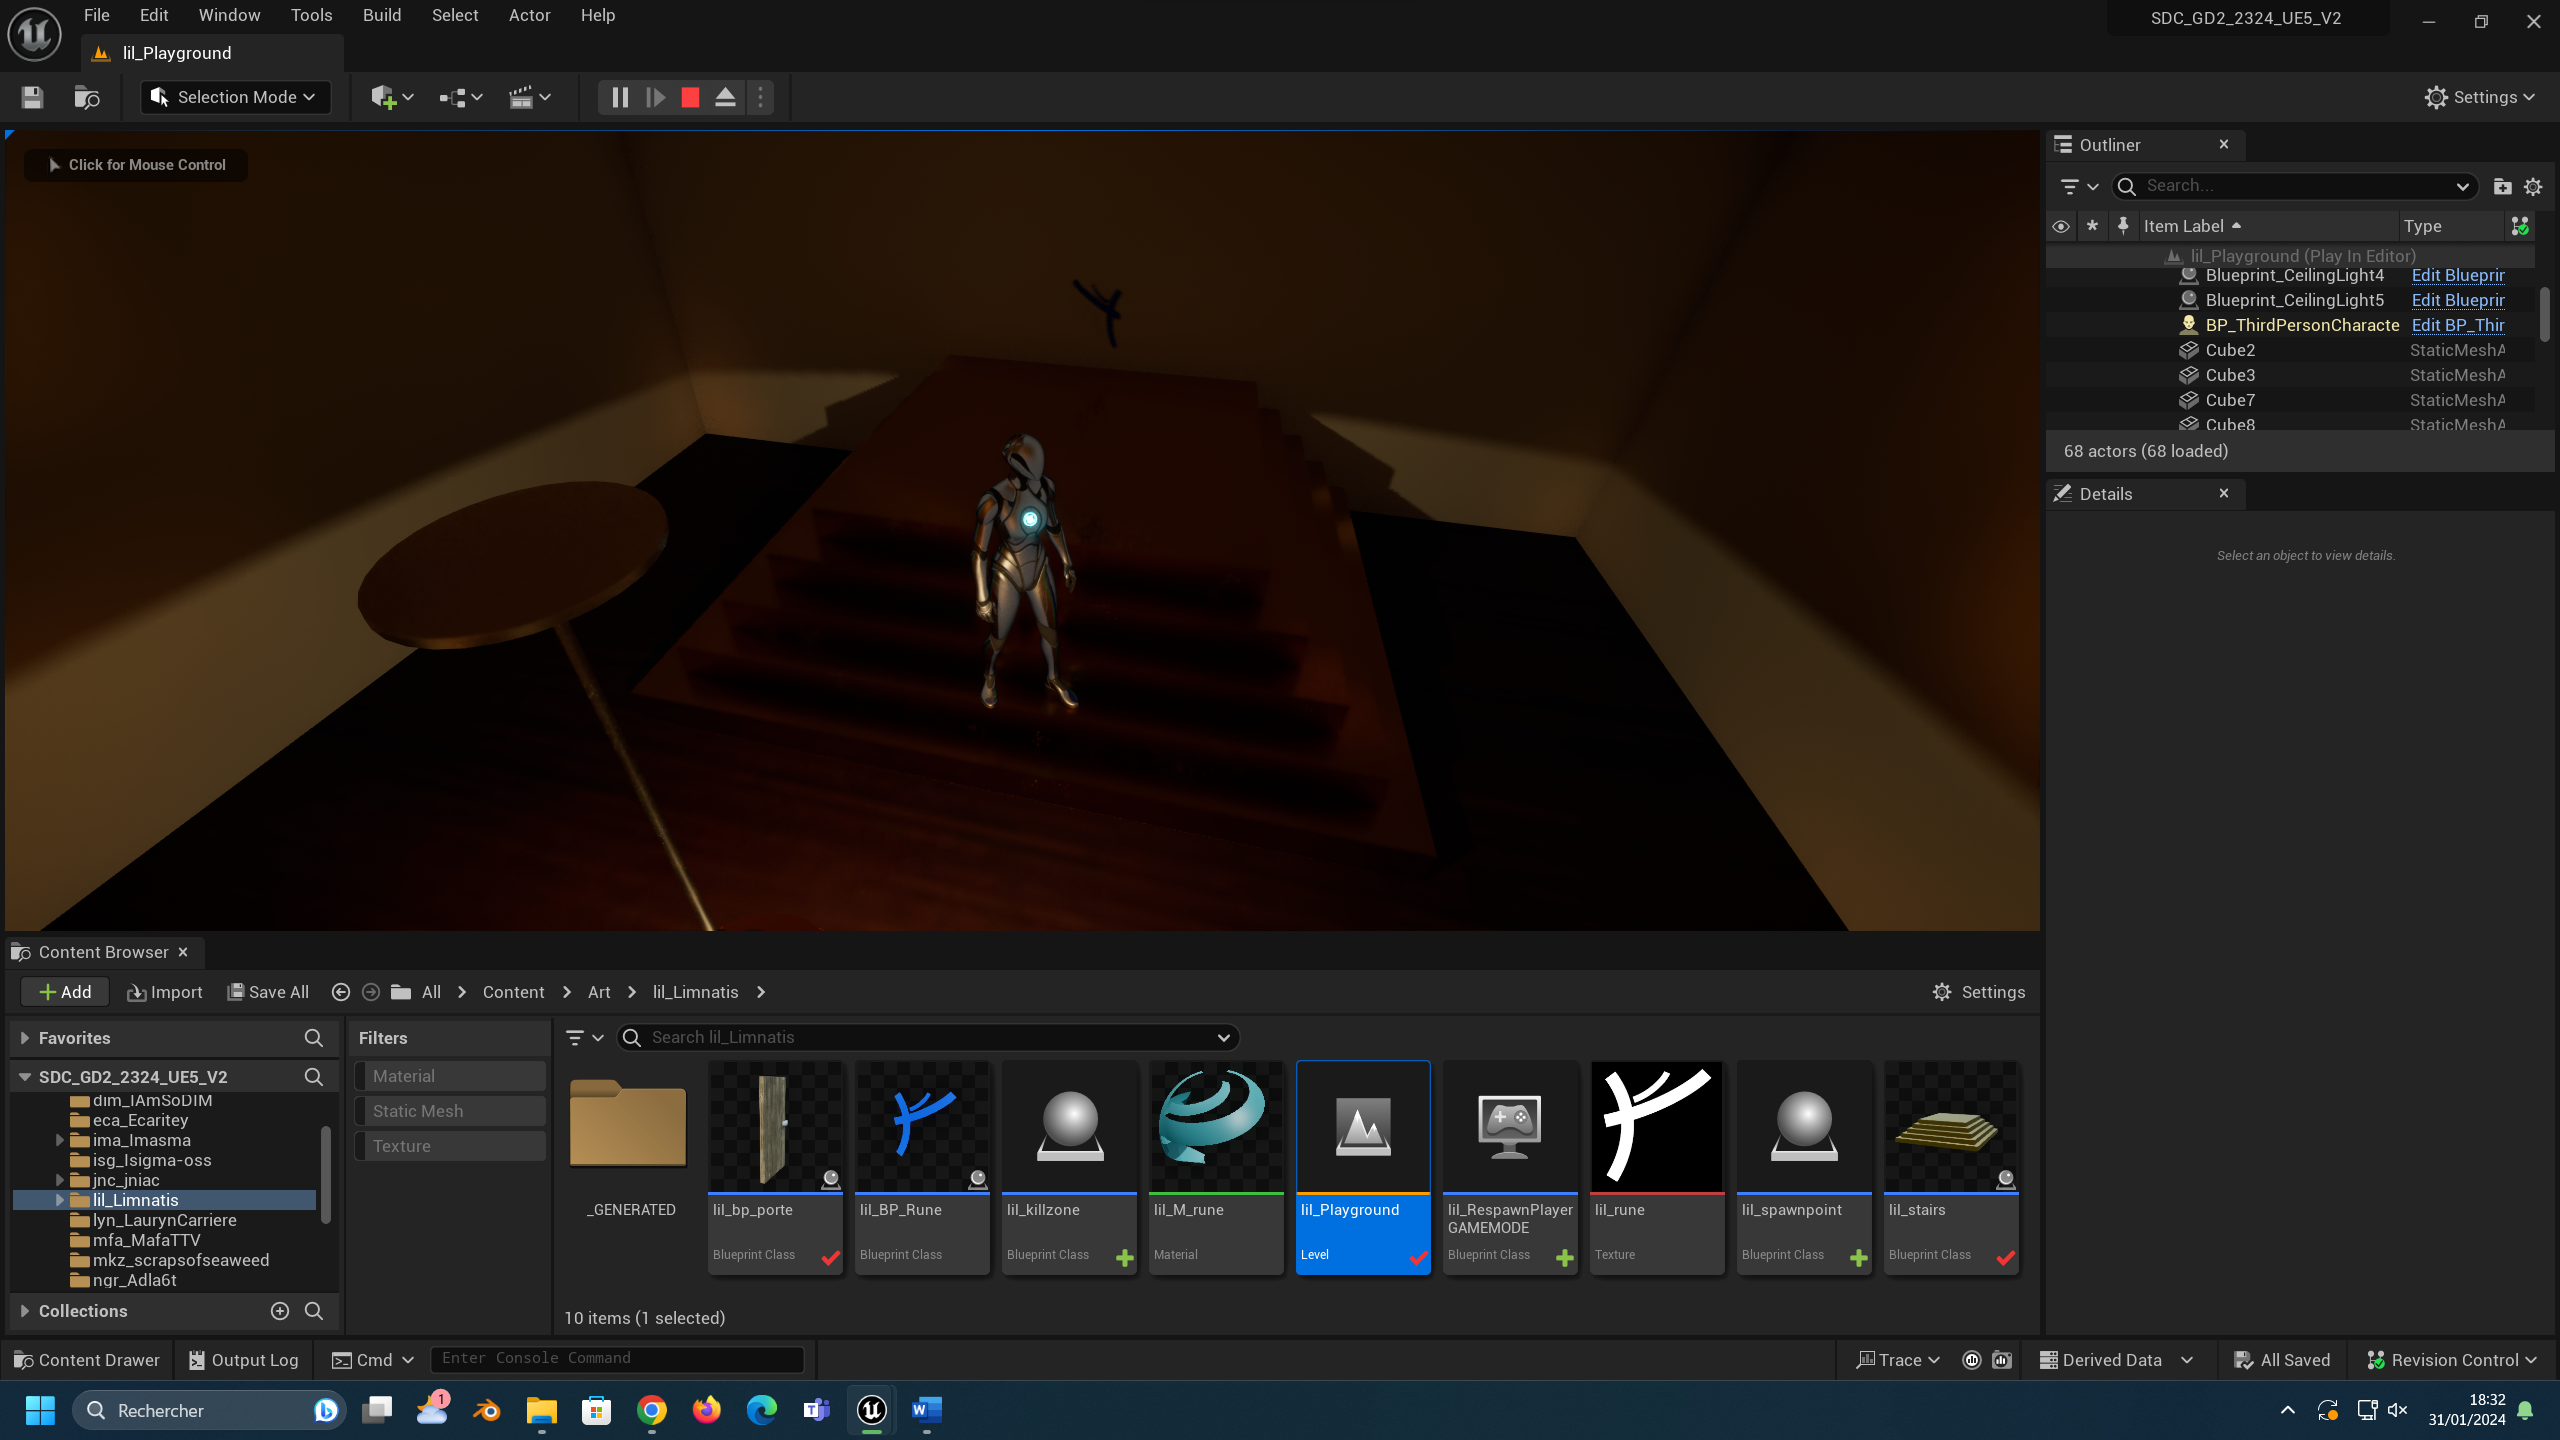 File Edit Window Tools Build Select Actor Help
SDC_GD2_2324_UE5_V2
lil_Playground
Selection Mode
Settings
Click for Mouse Control
Outliner
Search...
Item Label Type
lil_Playground (Play In Editor)
Blueprint_CeilingLight4 Edit Blueprir
Blueprint_CeilingLight5 Edit Blueprir
BP_ThirdPersonCharacte Edit BP_Thir
Cube2 StaticMeshA
Cube3 StaticMeshA
Cube7 StaticMeshA
Cube8 StaticMeshA
68 actors (68 loaded)
Details
Select an object to view details.
Content Browser
Add Import Save All All Content Art lil_Limnatis Settings
Favorites
SDC_GD2_2324_UE5_V2
dim_IAmSoDIM
eca_Ecaritey
ima_Imasma
isg_Isigma-oss
jnc_jniac
lil_Limnatis
lyn_LaurynCarriere
mfa_MafaTTV
mkz_scrapsofseaweed
ngr_Adla6t
Collections
Filters
Material
Static Mesh
Texture
Search lil_Limnatis
_GENERATED
lil_bp_porte
Blueprint Class
lil_BP_Rune
Blueprint Class
lil_killzone
Blueprint Class
lil_M_rune
Material
lil_Playground
Level
lil_RespawnPlayer
GAMEMODE
Blueprint Class
lil_rune
Texture
lil_spawnpoint
Blueprint Class
lil_stairs
Blueprint Class
10 items (1 selected)
Content Drawer Output Log Cmd Enter Console Command Trace Derived Data All Saved Revision Control
Rechercher
1
18:32
31/01/2024